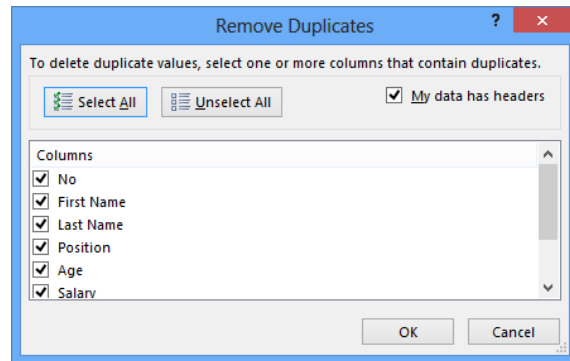 Remove Duplicates
?
To delete duplicate values, select one or more columns that contain duplicates.
Select All
Unselect All
My data has headers
Columns
No
First Name
Last Name
Position
Age
Salary
OK
Cancel